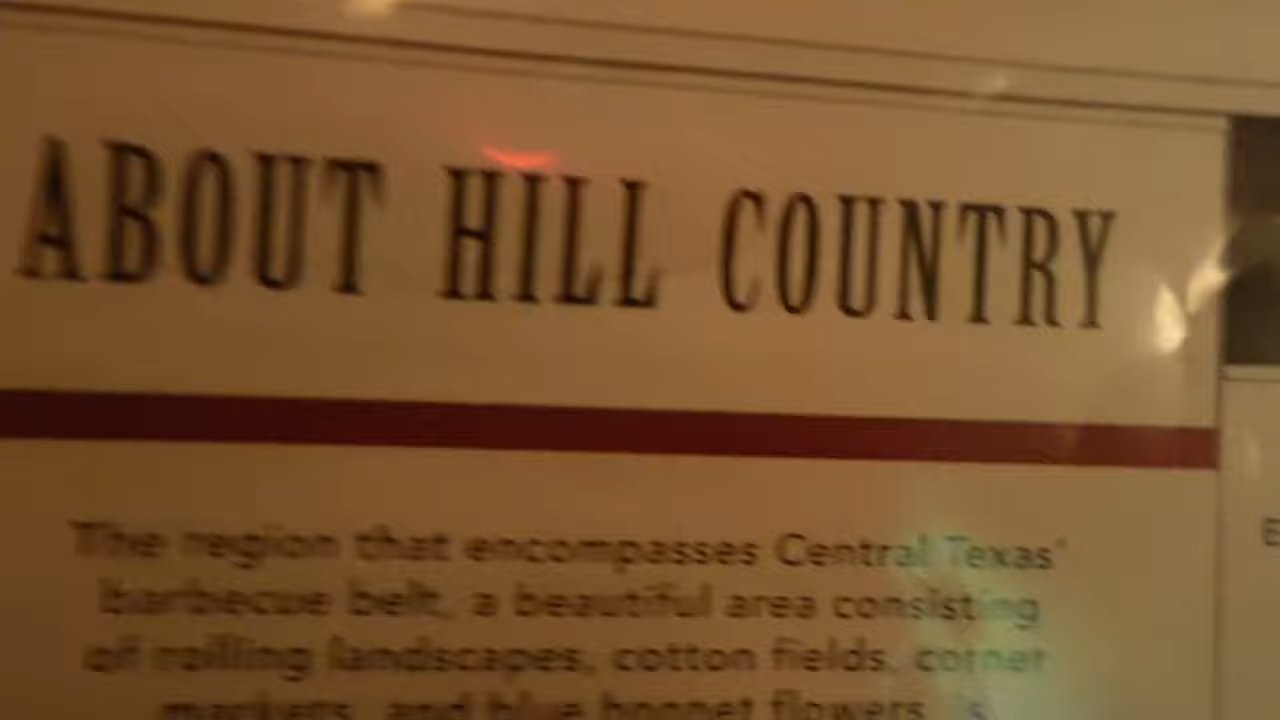 ABOUT HILL COUNTRY
The region that encompasses Central Texas'
barbecue belt, a beautiful area consisting
of rolling landscapes, cotton fields, corner
markets, and blue bonnet flowers, is